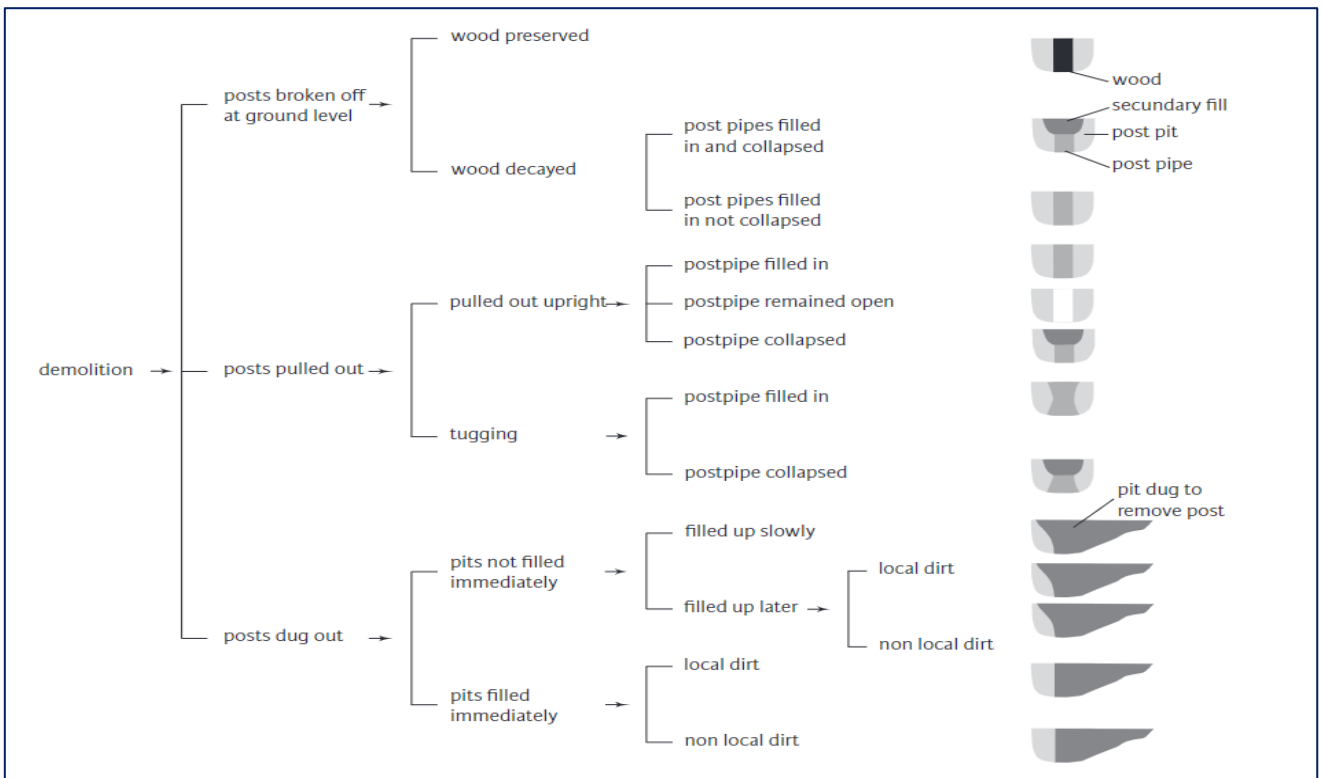 wood preserved
wood
posts broken off
at ground level
secundary fill
post pipes filled
in and collapsed
post pit
wood decayed
post pipe
post pipes filled
in not collapsed
postpipe filled in
pulled out upright
postpipe remained open
postpipe collapsed
demolition
posts pulled out
postpipe filled in
tugging
postpipe collapsed
pit dug to
remove post
filled up slowly
pits not filled
immediately
local dirt
filled up later
posts dug out
non local dirt
local dirt
pits filled
immediately
non local dirt